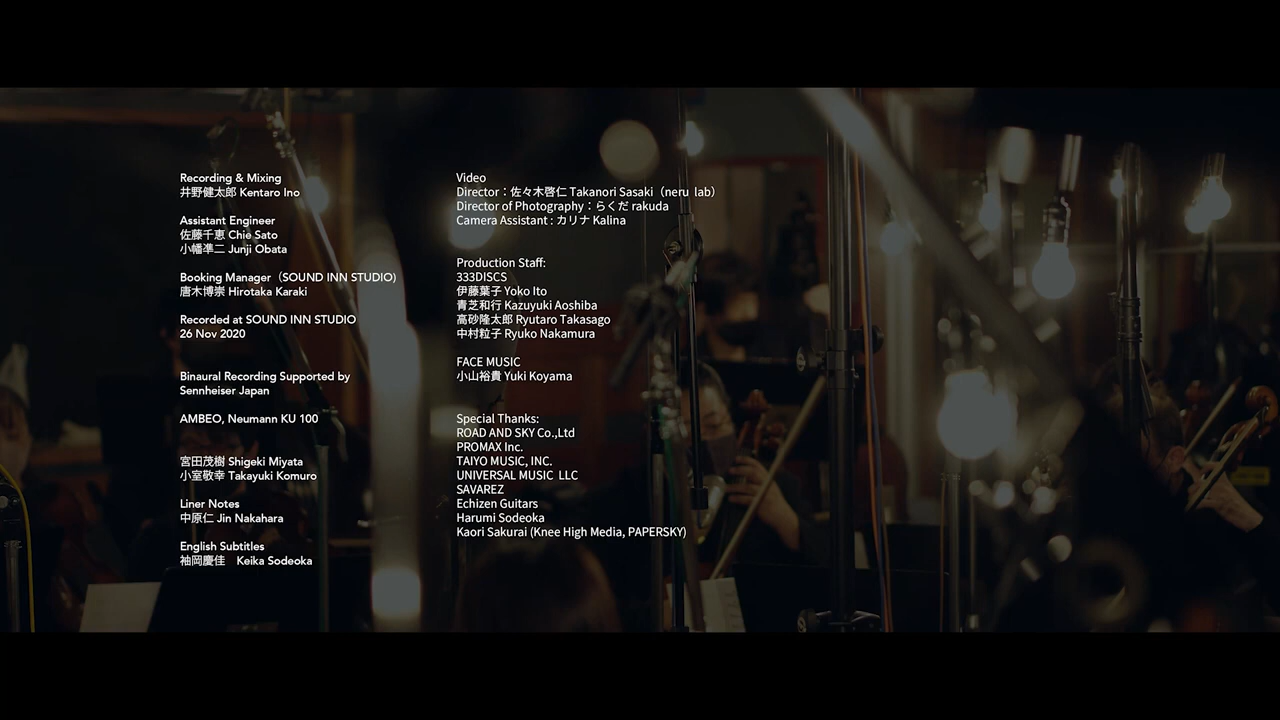 Recording & Mixing
井野健太郎 Kentaro Ino
Assistant Engineer
佐藤千恵 Chie Sato
小幡凖二 Junji Obata
Booking Manager（SOUND INN STUDIO)
唐木博崇 Hirotaka Karaki
Recorded at SOUND INN STUDIO
26 Nov 2020
Binaural Recording Supported by
Sennheiser Japan
AMBEO, Neumann KU 100
宮田茂樹 Shigeki Miyata
小室敬幸 Takayuki Komuro
Liner Notes
中原仁 Jin Nakahara
English Subtitles
袖岡慶佳　Keika Sodeoka
Video
Director：佐々木啓仁 Takanori Sasaki（neru lab）
Director of Photography：らくだ rakuda
Camera Assistant : カリナ Kalina
Production Staff:
333DISCS
伊藤葉子 Yoko Ito
青芝和行 Kazuyuki Aoshiba
高砂隆太郎 Ryutaro Takasago
中村粒子 Ryuko Nakamura
FACE MUSIC
小山裕貴 Yuki Koyama
Special Thanks:
ROAD AND SKY Co.,Ltd
PROMAX Inc.
TAIYO MUSIC, INC.
UNIVERSAL MUSIC LLC
SAVAREZ
Echizen Guitars
Harumi Sodeoka
Kaori Sakurai (Knee High Media, PAPERSKY)